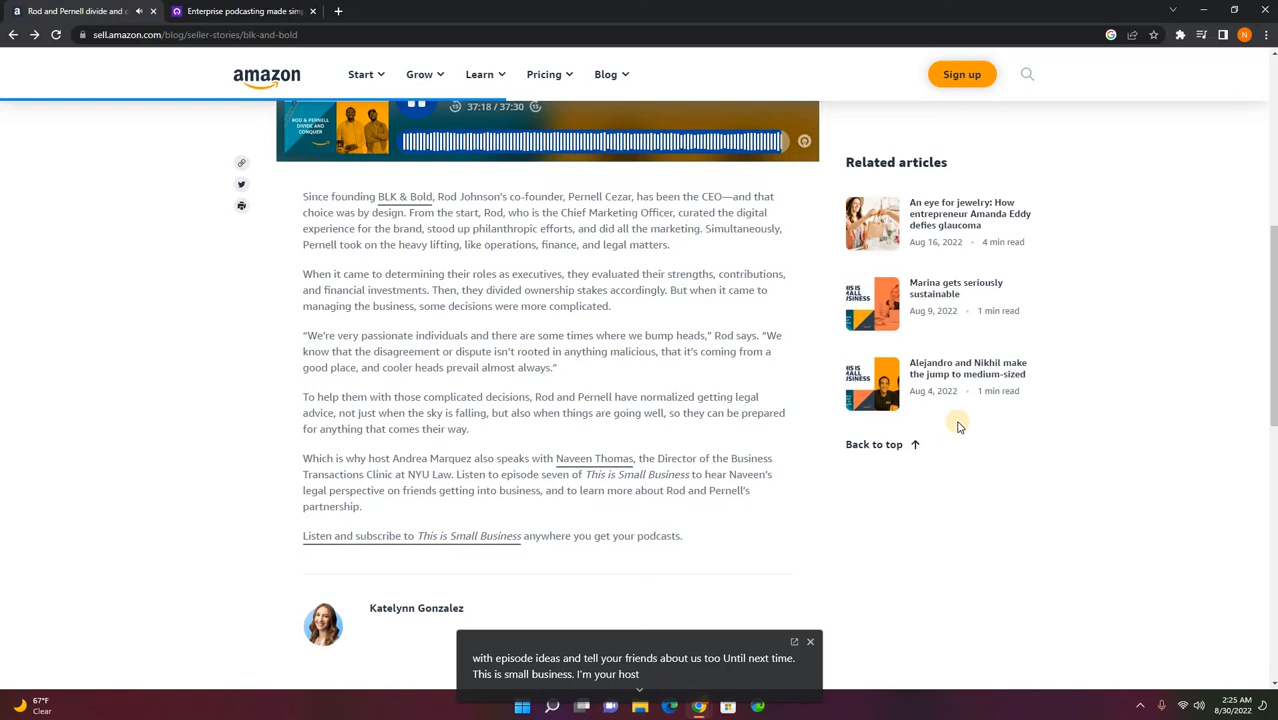 Rod and Pernell divide and c
Enterprise podcasting made sim
sell.amazon.com/blog/seller-stories/blk-and-bold
N
amazon
Start
Grow
Learn
Pricing
Blog
Sign up
ROD & PERNELL
DIVIDE AND
CONQUER
15
37:18 / 37:30
15
Since founding BLK & Bold, Rod Johnson’s co-founder, Pernell Cezar, has been the CEO—and that
choice was by design. From the start, Rod, who is the Chief Marketing Officer, curated the digital
experience for the brand, stood up philanthropic efforts, and did all the marketing. Simultaneously,
Pernell took on the heavy lifting, like operations, finance, and legal matters.
When it came to determining their roles as executives, they evaluated their strengths, contributions,
and financial investments. Then, they divided ownership stakes accordingly. But when it came to
managing the business, some decisions were more complicated.
“We’re very passionate individuals and there are some times where we bump heads,” Rod says. “We
know that the disagreement or dispute isn’t rooted in anything malicious, that it’s coming from a
good place, and cooler heads prevail almost always.”
To help them with those complicated decisions, Rod and Pernell have normalized getting legal
advice, not just when the sky is falling, but also when things are going well, so they can be prepared
for anything that comes their way.
Which is why host Andrea Marquez also speaks with Naveen Thomas, the Director of the Business
Transactions Clinic at NYU Law. Listen to episode seven of This is Small Business to hear Naveen’s
legal perspective on friends getting into business, and to learn more about Rod and Pernell’s
partnership.
Listen and subscribe to This is Small Business anywhere you get your podcasts.
Katelynn Gonzalez
Related articles
An eye for jewelry: How
entrepreneur Amanda Eddy
defies glaucoma
Aug 16, 2022 • 4 min read
Marina gets seriously
sustainable
Aug 9, 2022 • 1 min read
Alejandro and Nikhil make
the jump to medium-sized
Aug 4, 2022 • 1 min read
Back to top
with episode ideas and tell your friends about us too Until next time.
This is small business. I'm your host
67°F
Clear
2:25 AM
8/30/2022